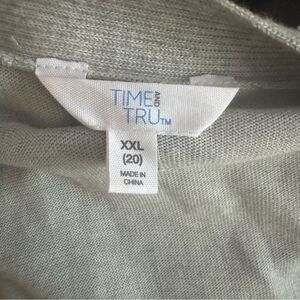 TIME AND
TRU™
XXL
(20)
MADE IN
CHINA